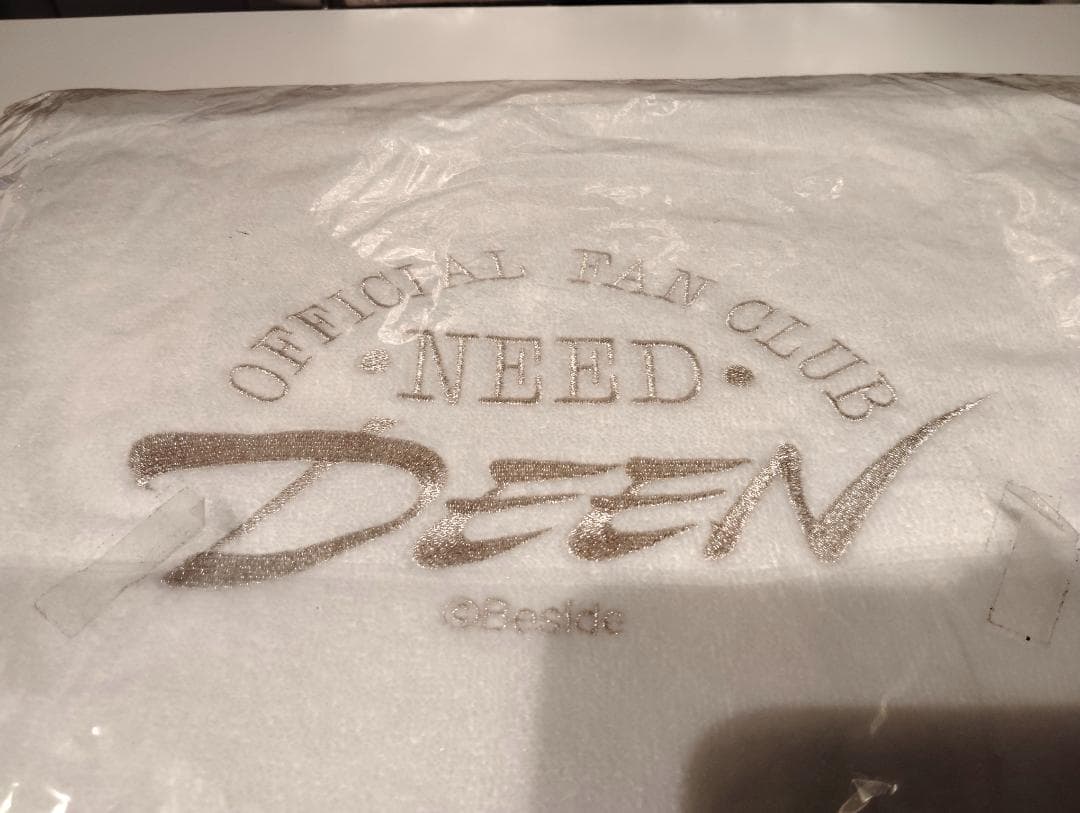 OFFICIAL FAN CLUB
•NEED•
DEEN
©Beside